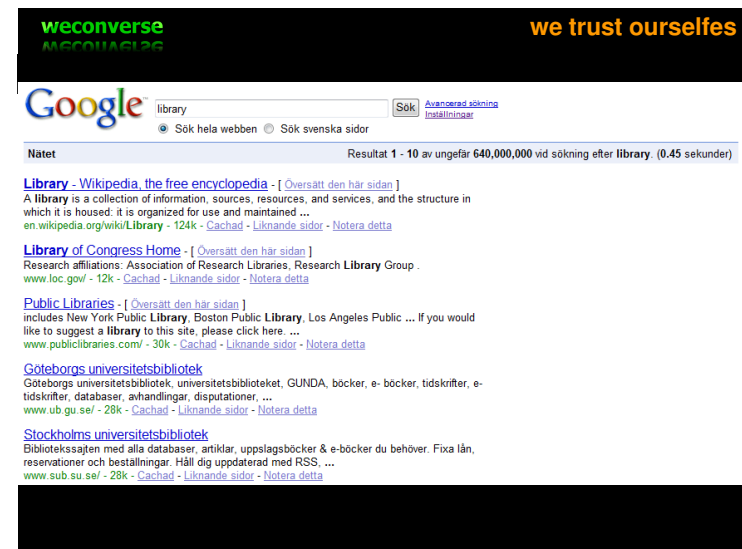 weconverse
we trust ourselfes
Google
library
Sök
Avancerad sökning
Inställningar
Sök hela webben Sök svenska sidor
Nätet Resultat 1 - 10 av ungefär 640,000,000 vid sökning efter library. (0.45 sekunder)
Library - Wikipedia, the free encyclopedia - [ Översätt den här sidan ]
A library is a collection of information, sources, resources, and services, and the structure in
which it is housed: it is organized for use and maintained ...
en.wikipedia.org/wiki/Library - 124k - Cachad - Liknande sidor - Notera detta
Library of Congress Home - [ Översätt den här sidan ]
Research affiliations: Association of Research Libraries, Research Library Group .
www.loc.gov/ - 12k - Cachad - Liknande sidor - Notera detta
Public Libraries - [ Översätt den här sidan ]
includes New York Public Library, Boston Public Library, Los Angeles Public ... If you would
like to suggest a library to this site, please click here. ...
www.publiclibraries.com/ - 30k - Cachad - Liknande sidor - Notera detta
Göteborgs universitetsbibliotek
Göteborgs universitetsbibliotek, universitetsbiblioteket, GUNDA, böcker, e- böcker, tidskrifter, e-
tidskrifter, databaser, avhandlingar, disputationer, ...
www.ub.gu.se/ - 28k - Cachad - Liknande sidor - Notera detta
Stockholms universitetsbibliotek
Bibliotekssajten med alla databaser, artiklar, uppslagsböcker & e-böcker du behöver. Fixa lån,
reservationer och beställningar. Håll dig uppdaterad med RSS, ...
www.sub.su.se/ - 28k - Cachad - Liknande sidor - Notera detta